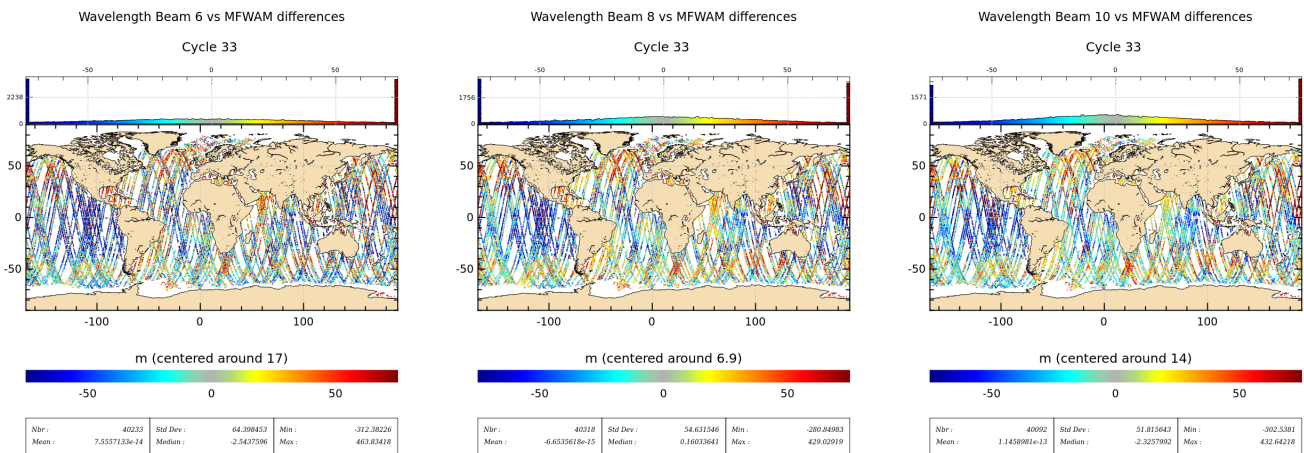 Wavelength Beam 6 vs MFWAM differences
Cycle 33
-50 0 50
2238
0
50
0
-50
-100 0 100
m (centered around 17)
-50 0 50
Nbr : 40233 Std Dev : 64.398453 Min : -312.38226
Mean : 7.5557133e-14 Median : -2.5437596 Max : 463.83418
Wavelength Beam 8 vs MFWAM differences
Cycle 33
-50 0 50
1756
0
50
0
-50
-100 0 100
m (centered around 6.9)
-50 0 50
Nbr : 40318 Std Dev : 54.631546 Min : -280.84983
Mean : -6.6535618e-15 Median : 0.16033641 Max : 429.02919
Wavelength Beam 10 vs MFWAM differences
Cycle 33
-50 0 50
1571
0
50
0
-50
-100 0 100
m (centered around 14)
-50 0 50
Nbr : 40092 Std Dev : 51.815643 Min : -302.5381
Mean : 1.1458981e-13 Median : -2.3257992 Max : 432.64218